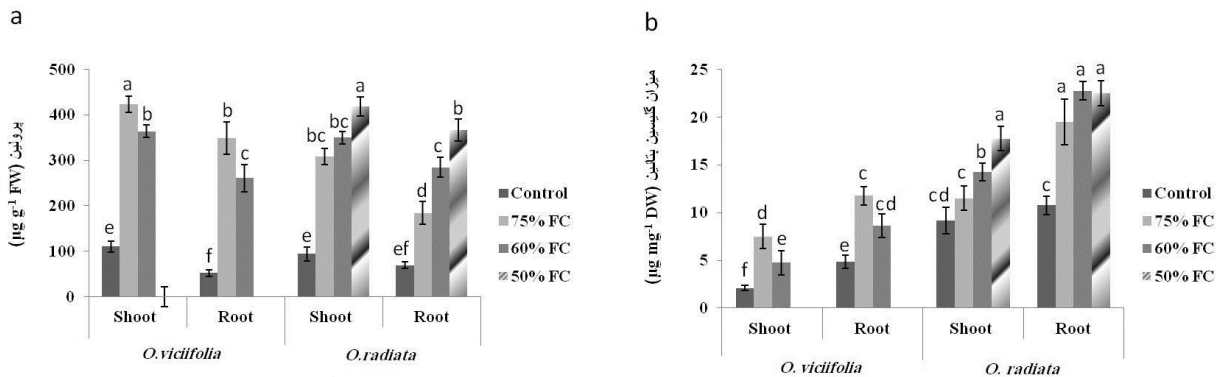 a
پروتئین (µg g⁻¹ FW)
500
400
300
200
100
0
e
a
b
f
b
c
e
bc
bc
a
ef
d
c
b
Shoot
Root
Shoot
Root
O.viciifolia
O.radiata
Control
75% FC
60% FC
50% FC
b
میزان گلیسین بتائین (µg mg⁻¹ DW)
25
20
15
10
5
0
f
d
e
e
c
cd
cd
c
b
a
c
a
a
a
Shoot
Root
Shoot
Root
O. viciifolia
O. radiata
Control
75% FC
60% FC
50% FC